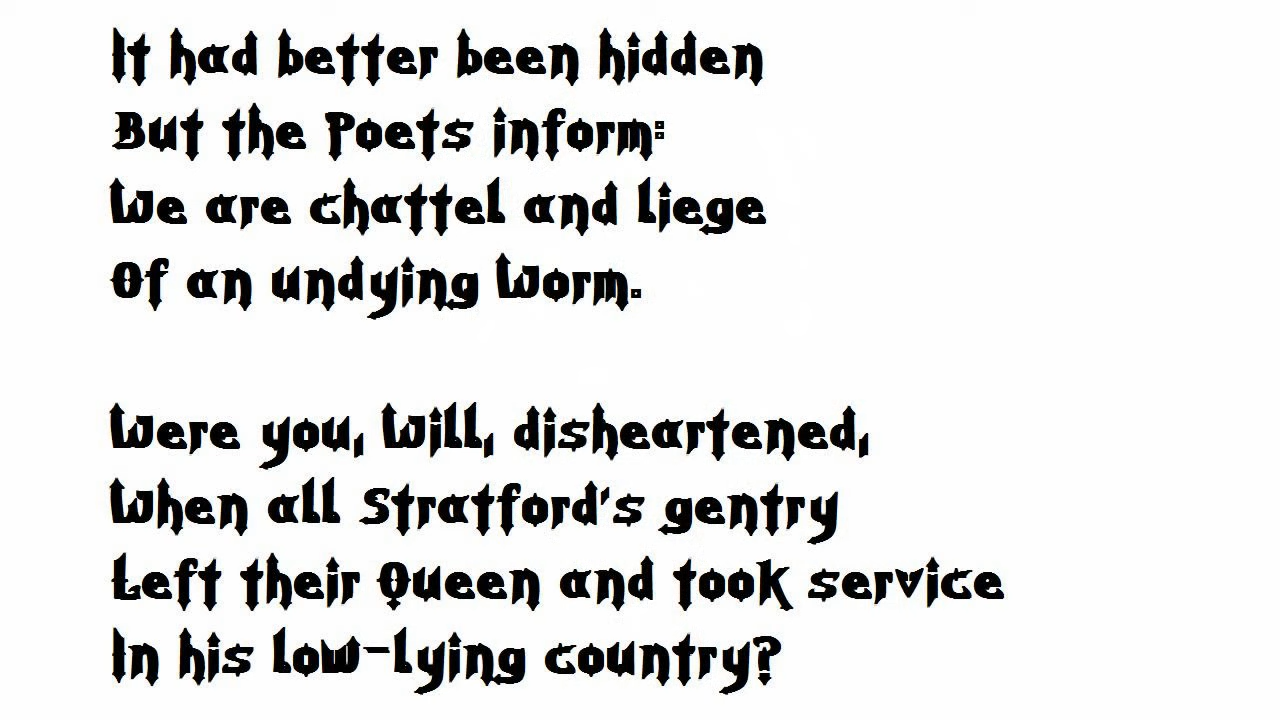 It had better been hidden
But the Poets inform:
We are chattel and liege
Of an undying Worm.
Were you, Will, disheartened,
When all Stratford's gentry
Left their Queen and took service
In his low-lying country?